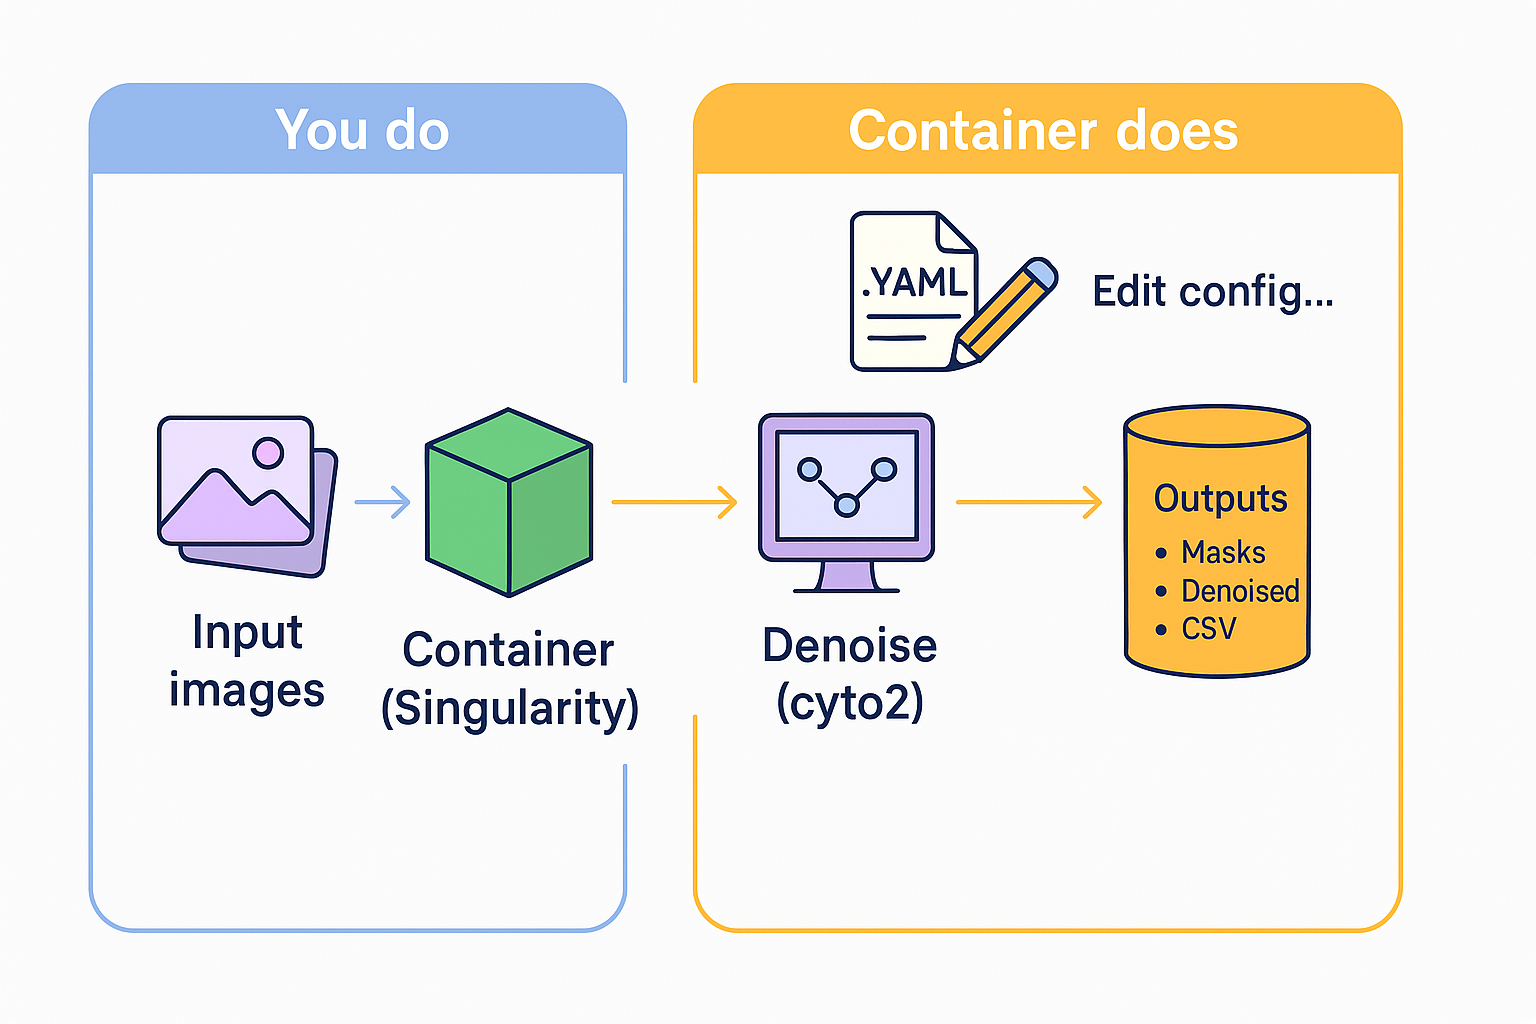 You do
Container does
.YAML
Edit config...
Input
images
Container
(Singularity)
Denoise
(cyto2)
Outputs
• Masks
• Denoised
• CSV